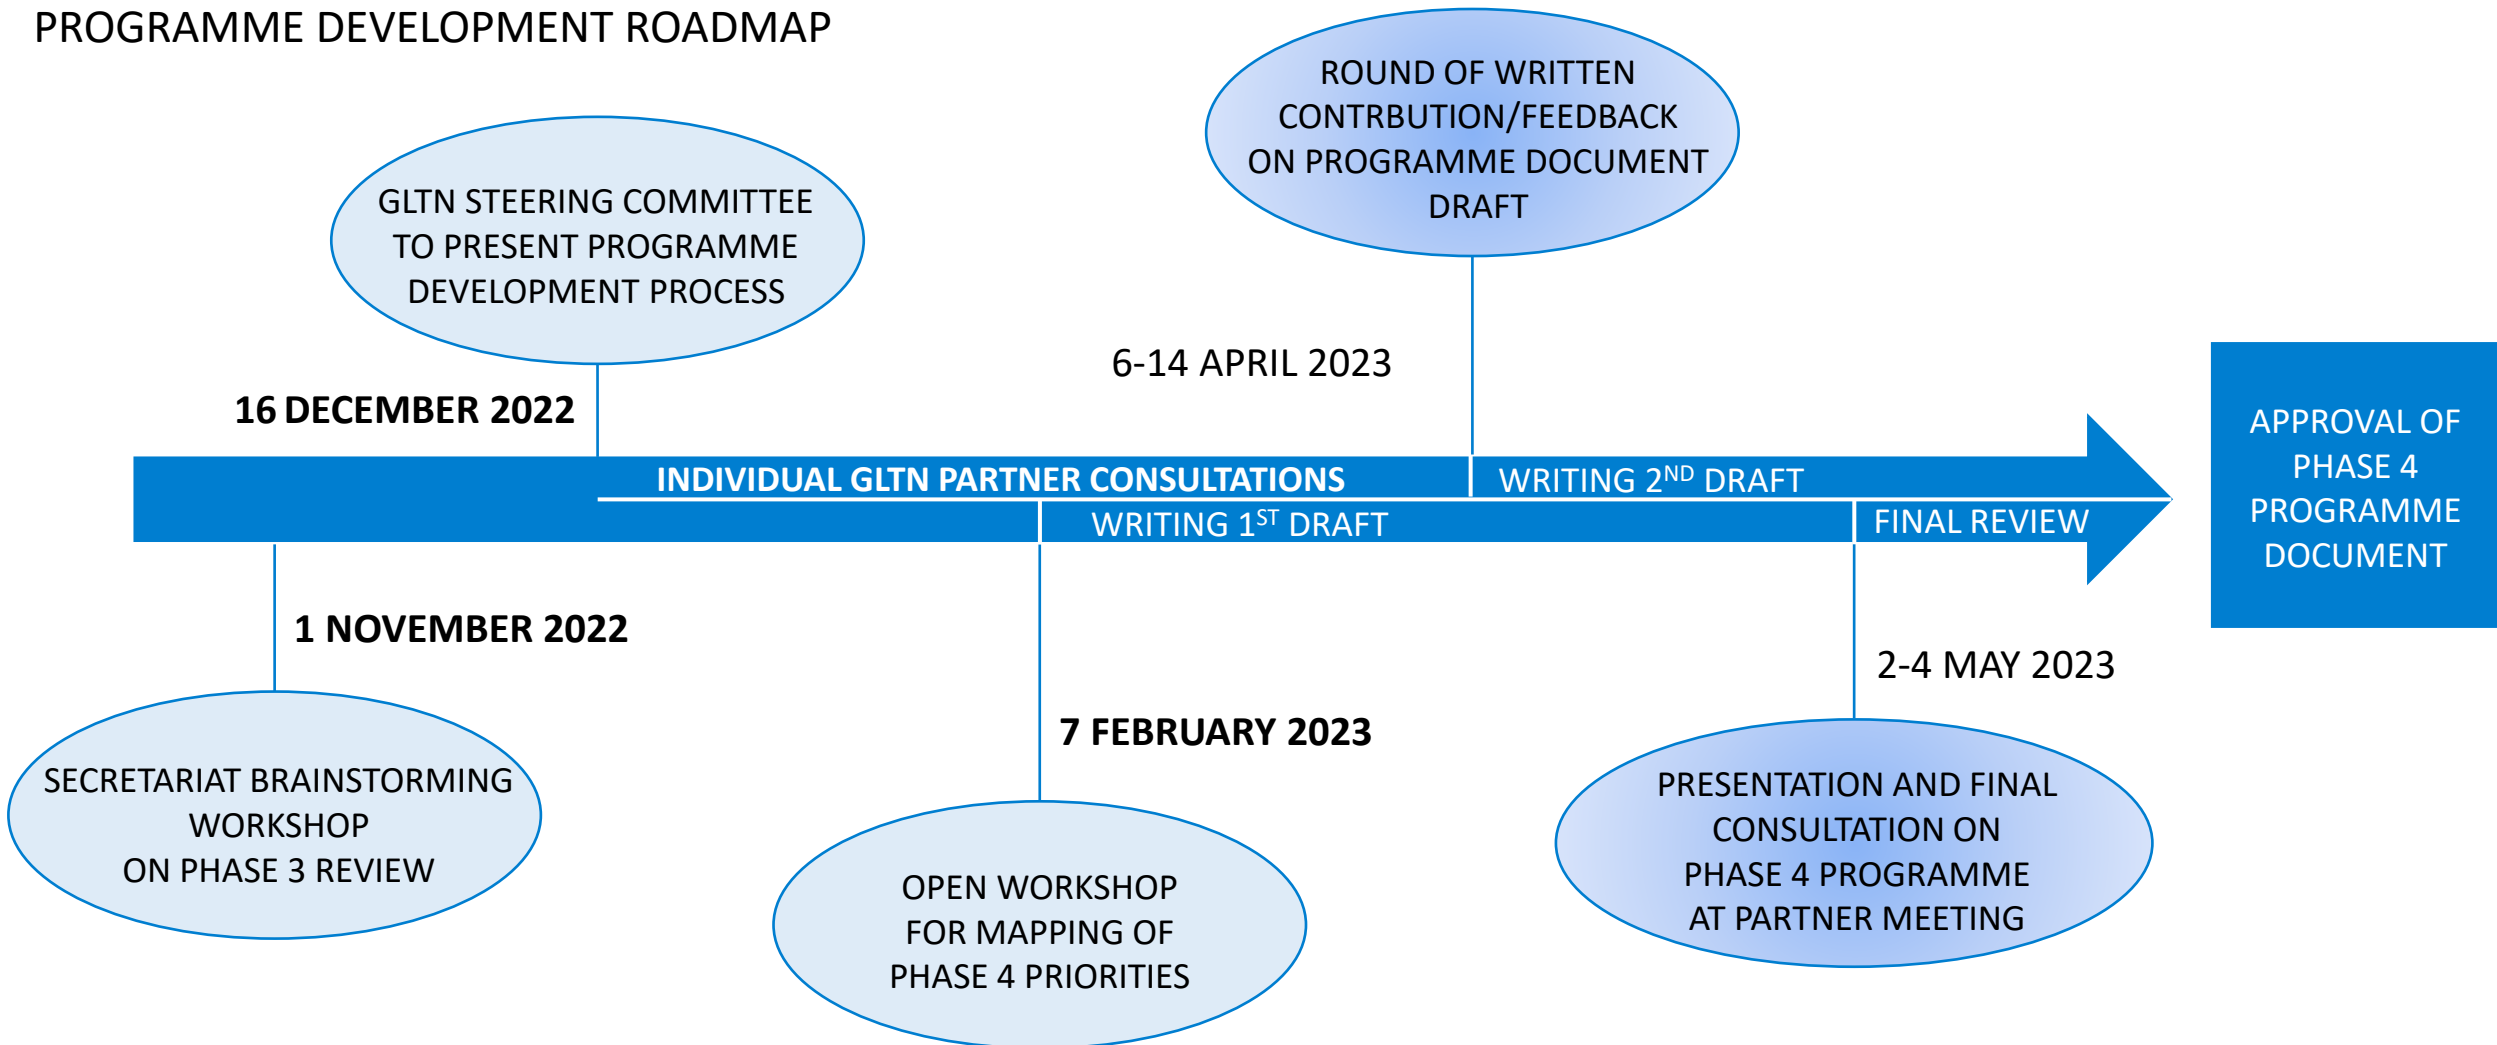 PROGRAMME DEVELOPMENT ROADMAP
ROUND OF WRITTEN
CONTRBUTION/FEEDBACK
ON PROGRAMME DOCUMENT
DRAFT
GLTN STEERING COMMITTEE
TO PRESENT PROGRAMME
DEVELOPMENT PROCESS
6-14 APRIL 2023
16 DECEMBER 2022
INDIVIDUAL GLTN PARTNER CONSULTATIONS
WRITING 2ND DRAFT
WRITING 1ST DRAFT
FINAL REVIEW
APPROVAL OF
PHASE 4
PROGRAMME
DOCUMENT
1 NOVEMBER 2022
2-4 MAY 2023
7 FEBRUARY 2023
SECRETARIAT BRAINSTORMING
WORKSHOP
ON PHASE 3 REVIEW
OPEN WORKSHOP
FOR MAPPING OF
PHASE 4 PRIORITIES
PRESENTATION AND FINAL
CONSULTATION ON
PHASE 4 PROGRAMME
AT PARTNER MEETING